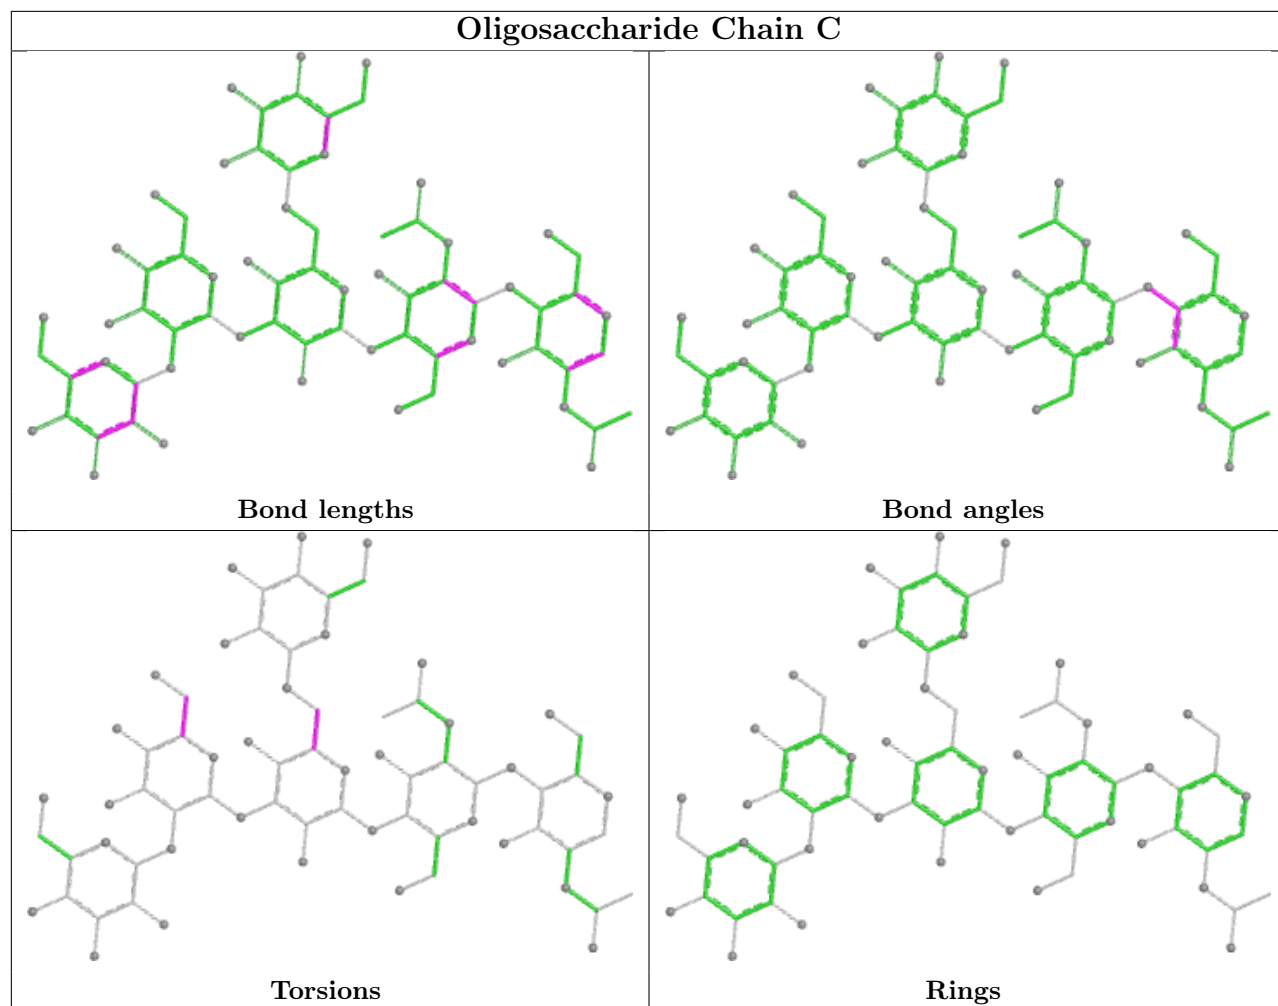 Oligosaccharide Chain C
Bond lengths
Bond angles
Torsions
Rings